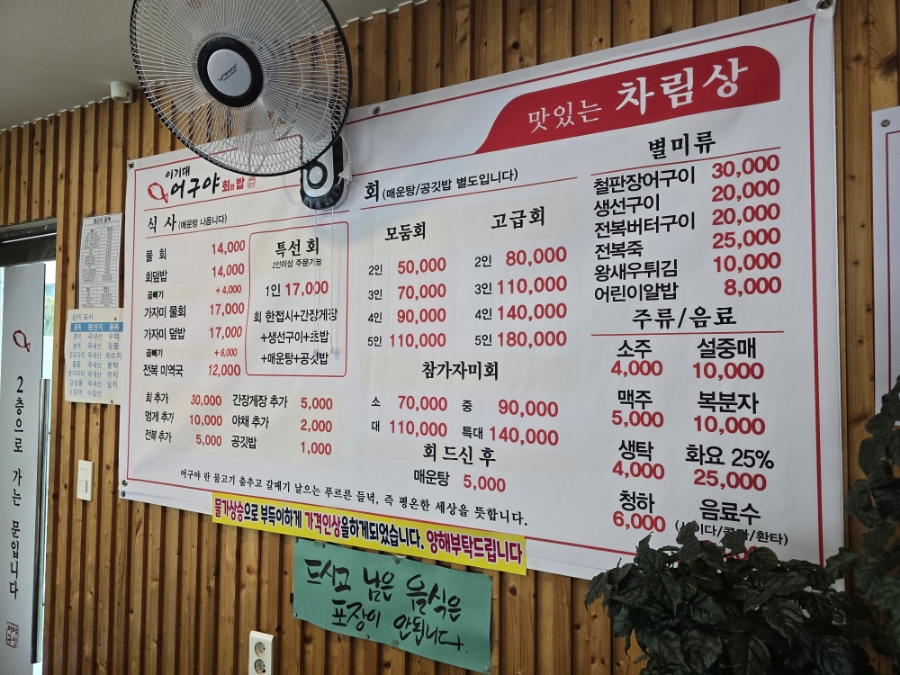 맛있는 차림상
이기대
어구야 회와 밥
식 사 (매운탕 나옵니다)
물 회 14,000
회덮밥 14,000
곱빼기 + 4,000
가자미 물회 17,000
가자미 덮밥 17,000
곱빼기 + 6,000
전복 미역국 12,000
특선 회
2인이상 주문가능
1인 17,000
회 한접시+간장게장
+생선구이+초밥
+매운탕+공깃밥
회 추가 30,000
멍게 추가 10,000
전복 추가 5,000
간장게장 추가 5,000
야채 추가 2,000
공깃밥 1,000
회 (매운탕/공깃밥 별도입니다)
모둠회
2인 50,000
3인 70,000
4인 90,000
5인 110,000
고급회
2인 80,000
3인 110,000
4인 140,000
5인 180,000
참가자미회
소 70,000 중 90,000
대 110,000 특대 140,000
회 드신 후
매운탕 5,000
별미류
철판장어구이 30,000
생선구이 20,000
전복버터구이 20,000
전복죽 25,000
왕새우튀김 10,000
어린이알밥 8,000
주류/음료
소주 4,000
설중매 10,000
맥주 5,000
복분자 10,000
생탁 4,000
화요 25% 25,000
청하 6,000
음료수
어구야 란 물고기 춤추고 갈매기 낱으는 푸르른 들녘, 즉 평온한 세상을 뜻합니다.
물가상승으로 부득이하게 가격인상을하게되었습니다. 양해부탁드립니다
드시고 남은 음식은
포장이 안됩니다.
2층으로 가는 문입니다